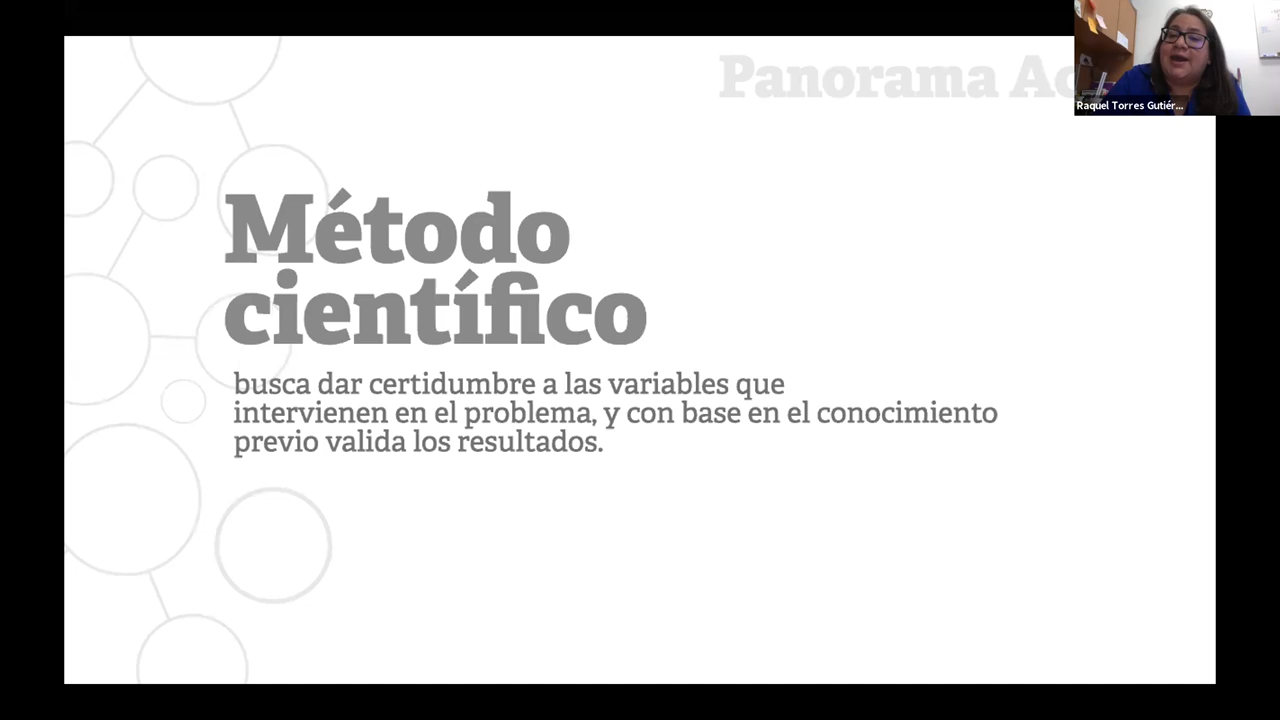 Panorama Ac
Raquel Torres Gutiér...
Método
científico
busca dar certidumbre a las variables que
intervienen en el problema, y con base en el conocimiento
previo valida los resultados.